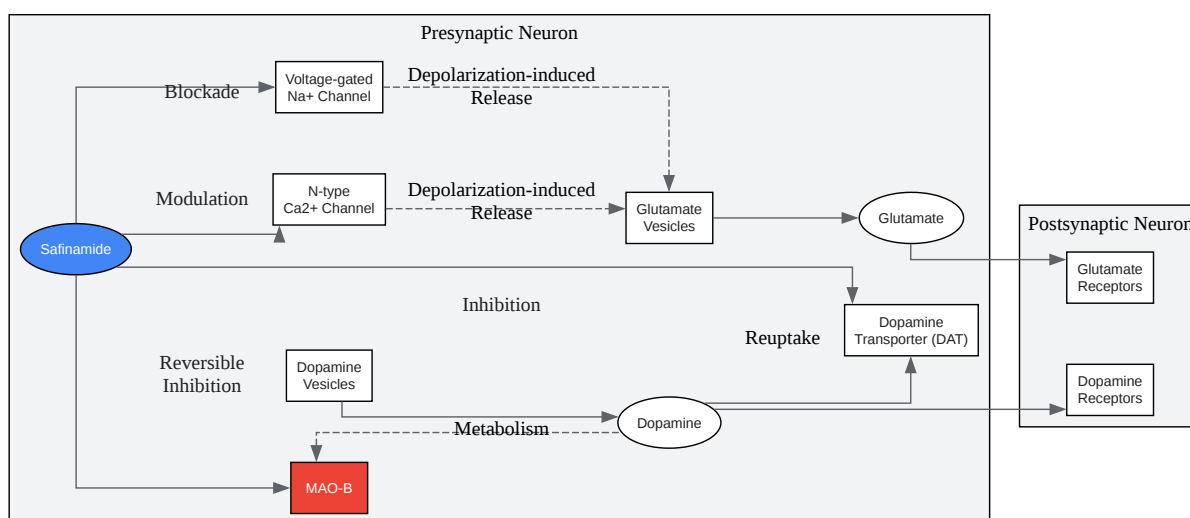 Presynaptic Neuron
Blockade
Voltage-gated
Na+ Channel
Depolarization-induced
Release
Modulation
N-type
Ca2+ Channel
Depolarization-induced
Release
Glutamate
Vesicles
Glutamate
Safinamide
Postsynaptic Neuron
Glutamate
Receptors
Inhibition
Reuptake
Dopamine
Transporter (DAT)
Reversible
Inhibition
Dopamine
Vesicles
Dopamine
Receptors
Metabolism
Dopamine
MAO-B